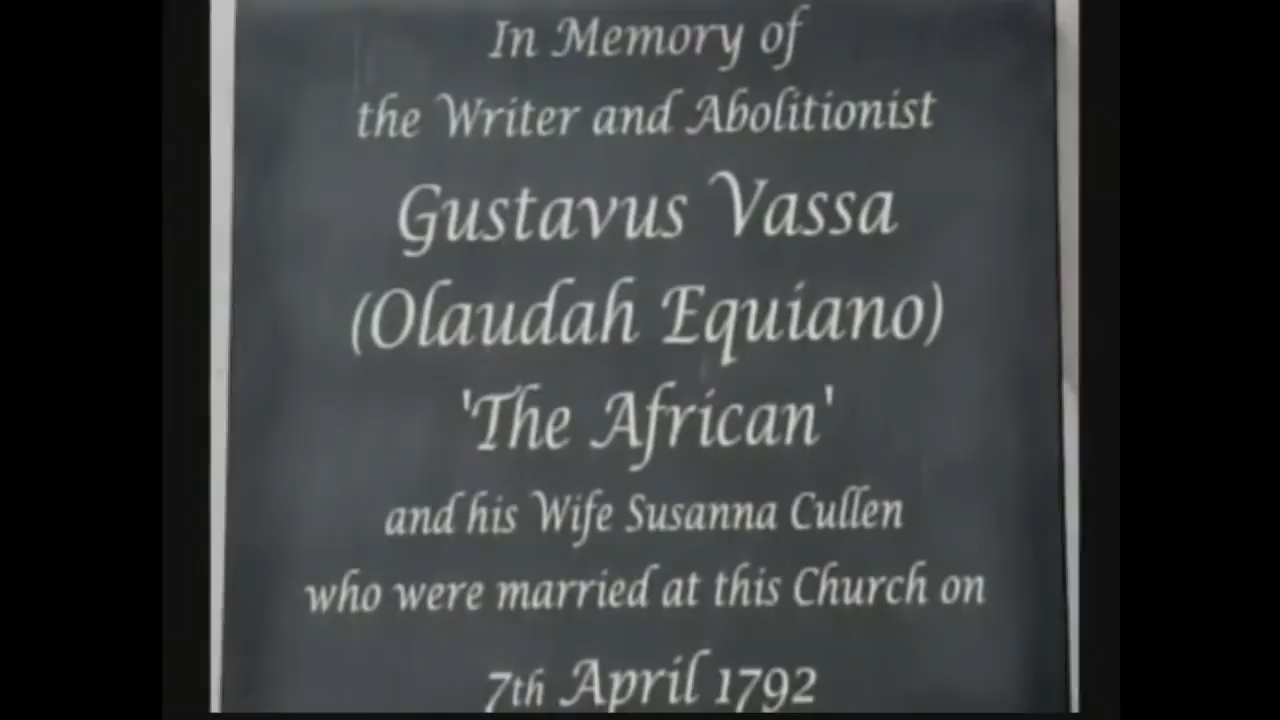 In Memory of
the Writer and Abolitionist
Gustavus Vassa
(Olaudah Equiano)
'The African'
and his Wife Susanna Cullen
who were married at this Church on
7th April 1792